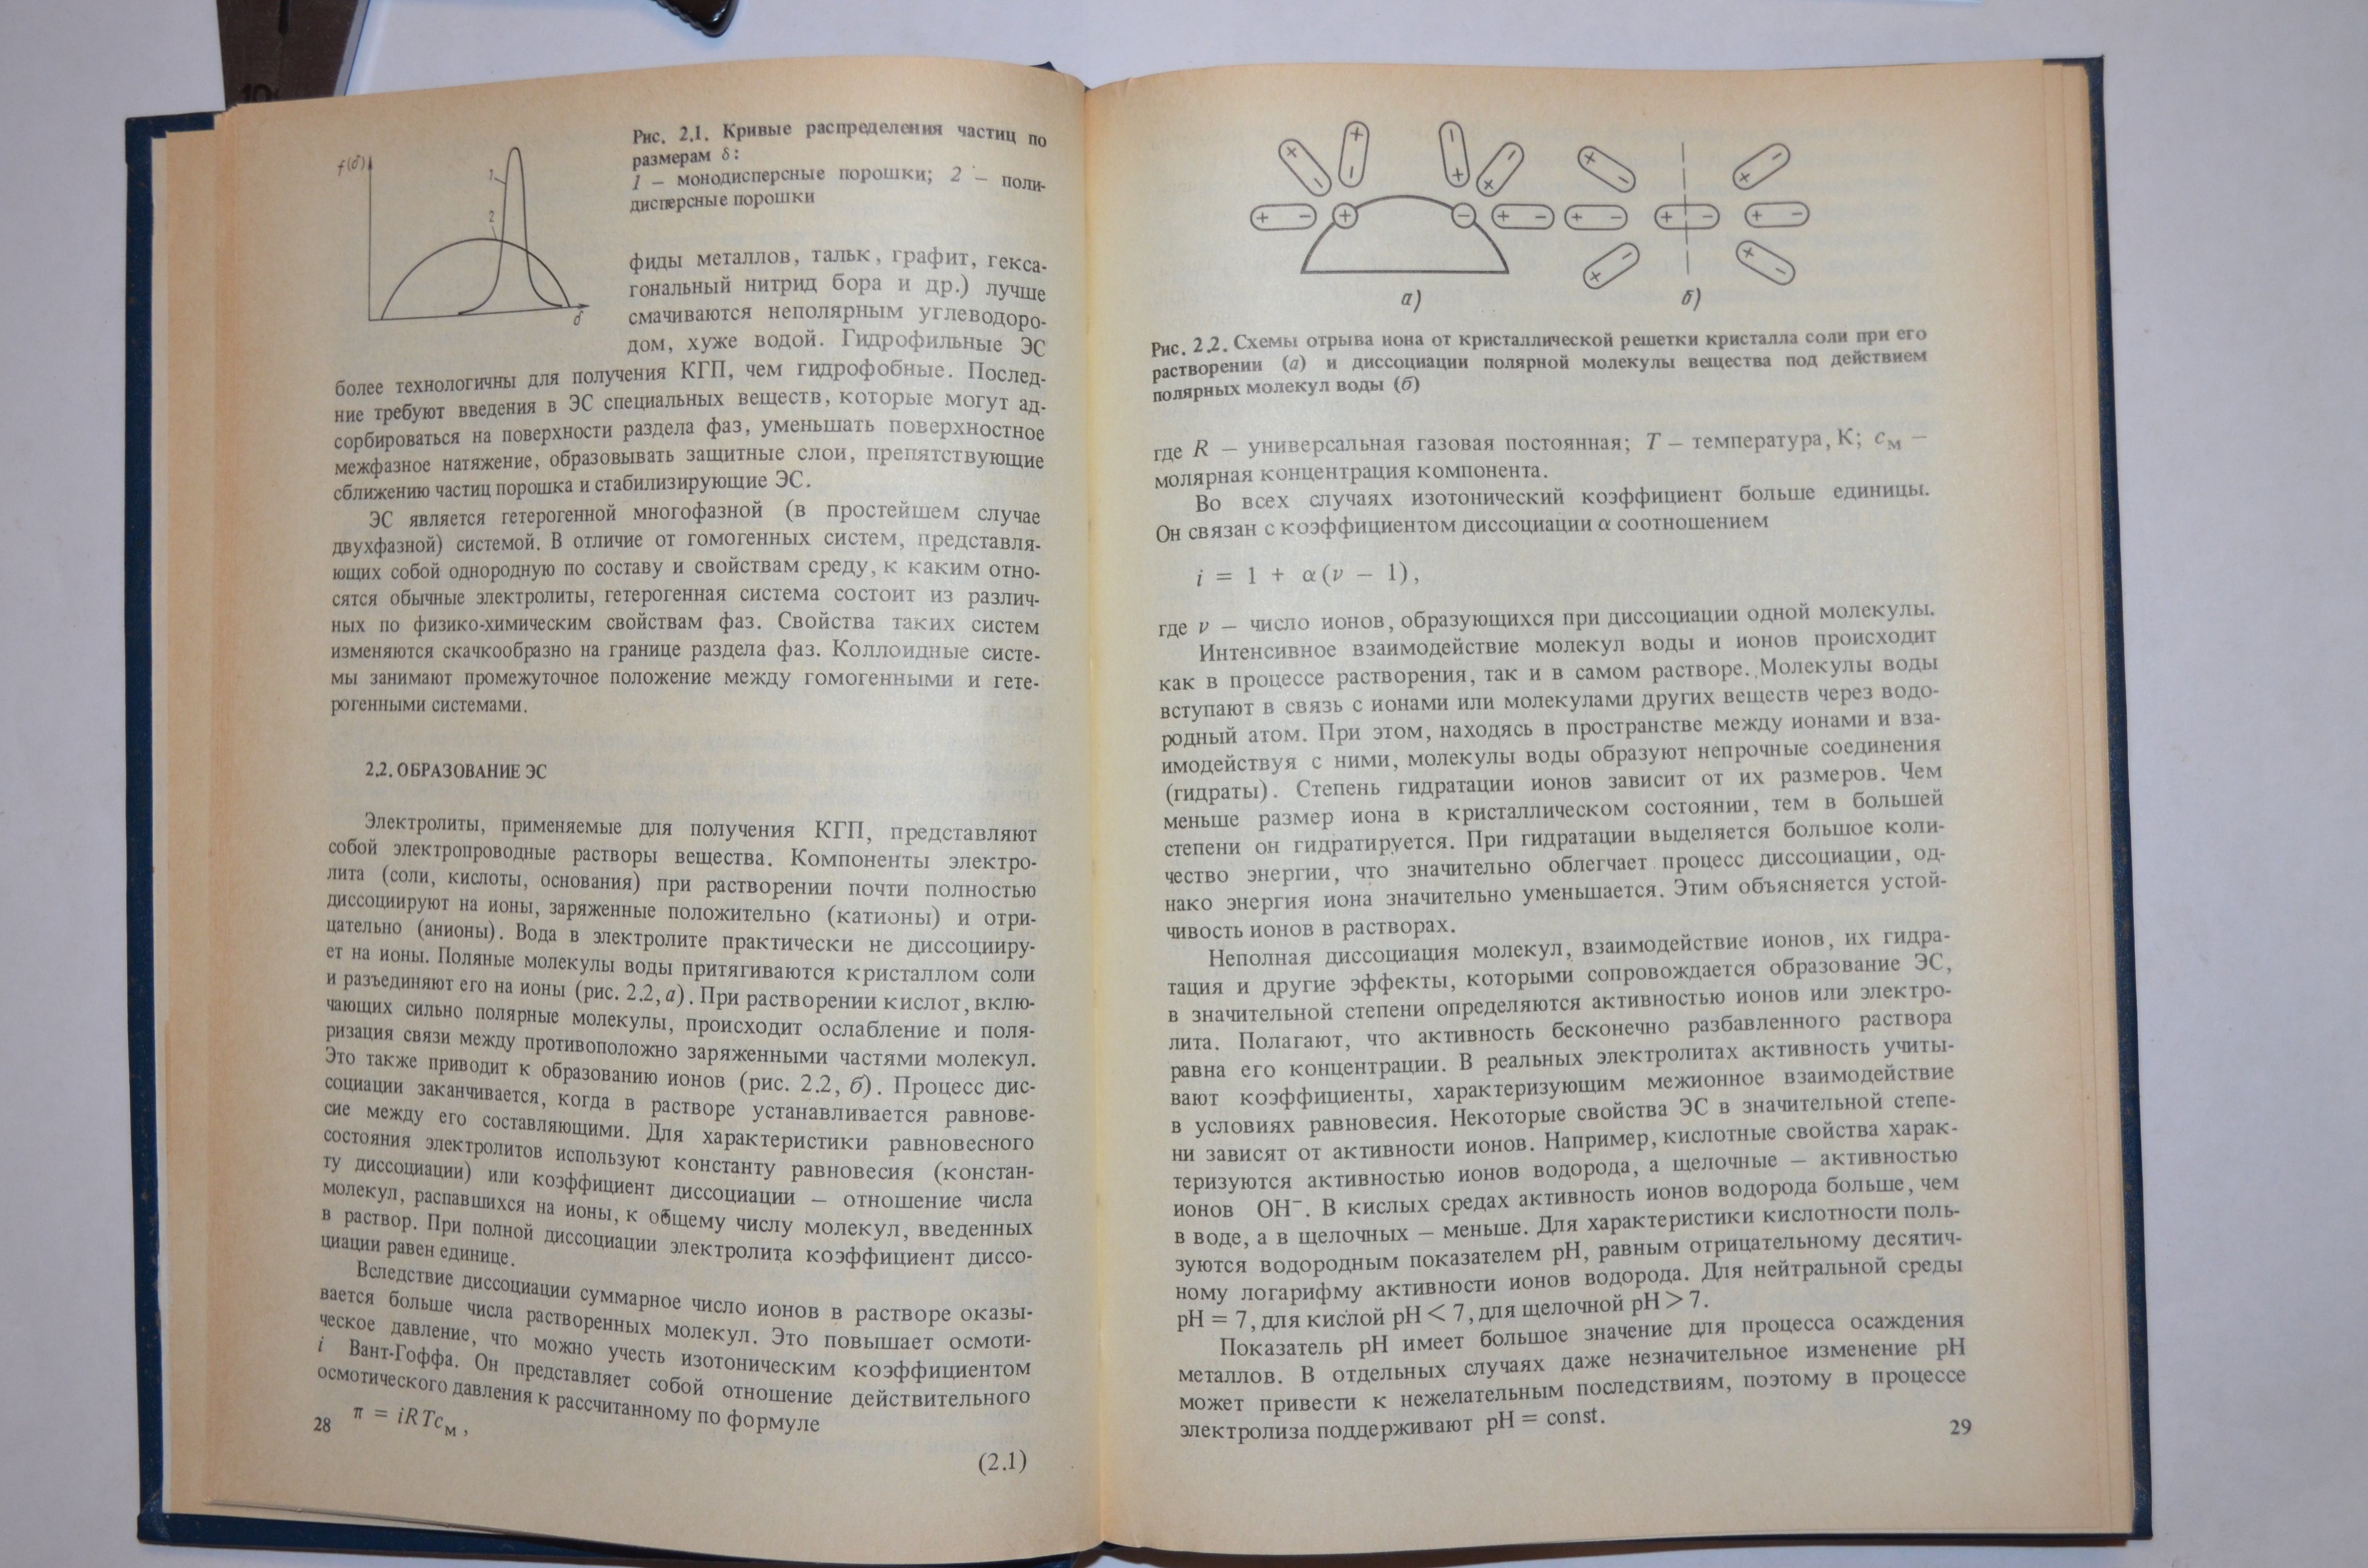 10
f(δ)
1
2
δ
Рис. 2.1. Кривые распределения частиц по
размерам δ:
1 — монодисперсные порошки; 2 — поли-
дисперсные порошки
фиды металлов, тальк, графит, гекса-
гональный нитрид бора и др.) лучше
смачиваются неполярным углеводоро-
дом, хуже водой. Гидрофильные ЭС
более технологичны для получения КГП, чем гидрофобные. Послед-
ние требуют введения в ЭС специальных веществ, которые могут ад-
сорбироваться на поверхности раздела фаз, уменьшать поверхностное
межфазное натяжение, образовывать защитные слои, препятствующие
сближению частиц порошка и стабилизирующие ЭС.
ЭС является гетерогенной многофазной (в простейшем случае
двухфазной) системой. В отличие от гомогенных систем, представля-
ющих собой однородную по составу и свойствам среду, к каким отно-
сятся обычные электролиты, гетерогенная система состоит из различ-
ных по физико-химическим свойствам фаз. Свойства таких систем
изменяются скачкообразно на границе раздела фаз. Коллоидные систе-
мы занимают промежуточное положение между гомогенными и гете-
рогенными системами.
2.2. ОБРАЗОВАНИЕ ЭС
Электролиты, применяемые для получения КГП, представляют
собой электропроводные растворы вещества. Компоненты электро-
лита (соли, кислоты, основания) при растворении почти полностью
диссоциируют на ионы, заряженные положительно (катионы) и отри-
цательно (анионы). Вода в электролите практически не диссоцииру-
ет на ионы. Поляные молекулы воды притягиваются кристаллом соли
и разъединяют его на ионы (рис. 2.2, а). При растворении кислот, вклю-
чающих сильно полярные молекулы, происходит ослабление и поля-
ризация связи между противоположно заряженными частями молекул.
Это также приводит к образованию ионов (рис. 2.2, б). Процесс дис-
социации заканчивается, когда в растворе устанавливается равнове-
сие между его составляющими. Для характеристики равновесного
состояния электролитов используют константу равновесия (констан-
ту диссоциации) или коэффициент диссоциации — отношение числа
молекул, распавшихся на ионы, к общему числу молекул, введенных
в раствор. При полной диссоциации электролита коэффициент диссо-
циации равен единице.
Вследствие диссоциации суммарное число ионов в растворе оказы-
вается больше числа растворенных молекул. Это повышает осмоти-
ческое давление, что можно учесть изотоническим коэффициентом
i Вант-Гоффа. Он представляет собой отношение действительного
осмотического давления к рассчитанному по формуле
π = iRTcм,
(2.1)
28
+ − + − + − + − + − + − + − + −
а)
+ − + − + − + − + − + − + −
б)
Рис. 2.2. Схемы отрыва иона от кристаллической решетки кристалла соли при его
растворении (а) и диссоциации полярной молекулы вещества под действием
полярных молекул воды (б)
где R — универсальная газовая постоянная; T — температура, К; cм —
молярная концентрация компонента.
Во всех случаях изотонический коэффициент больше единицы.
Он связан с коэффициентом диссоциации α соотношением
i = 1 + α(ν − 1),
где ν — число ионов, образующихся при диссоциации одной молекулы.
Интенсивное взаимодействие молекул воды и ионов происходит
как в процессе растворения, так и в самом растворе. Молекулы воды
вступают в связь с ионами или молекулами других веществ через водо-
родный атом. При этом, находясь в пространстве между ионами и вза-
имодействуя с ними, молекулы воды образуют непрочные соединения
(гидраты). Степень гидратации ионов зависит от их размеров. Чем
меньше размер иона в кристаллическом состоянии, тем в большей
степени он гидратируется. При гидратации выделяется большое коли-
чество энергии, что значительно облегчает процесс диссоциации, од-
нако энергия иона значительно уменьшается. Этим объясняется устой-
чивость ионов в растворах.
Неполная диссоциация молекул, взаимодействие ионов, их гидра-
тация и другие эффекты, которыми сопровождается образование ЭС,
в значительной степени определяются активностью ионов или электро-
лита. Полагают, что активность бесконечно разбавленного раствора
равна его концентрации. В реальных электролитах активность учиты-
вают коэффициенты, характеризующим межионное взаимодействие
в условиях равновесия. Некоторые свойства ЭС в значительной степе-
ни зависят от активности ионов. Например, кислотные свойства харак-
теризуются активностью ионов водорода, а щелочные — активностью
ионов OH⁻. В кислых средах активность ионов водорода больше, чем
в воде, а в щелочных — меньше. Для характеристики кислотности поль-
зуются водородным показателем pH, равным отрицательному десятич-
ному логарифму активности ионов водорода. Для нейтральной среды
pH = 7, для кислой pH < 7, для щелочной pH > 7.
Показатель pH имеет большое значение для процесса осаждения
металлов. В отдельных случаях даже незначительное изменение pH
может привести к нежелательным последствиям, поэтому в процессе
электролиза поддерживают pH = const.
29